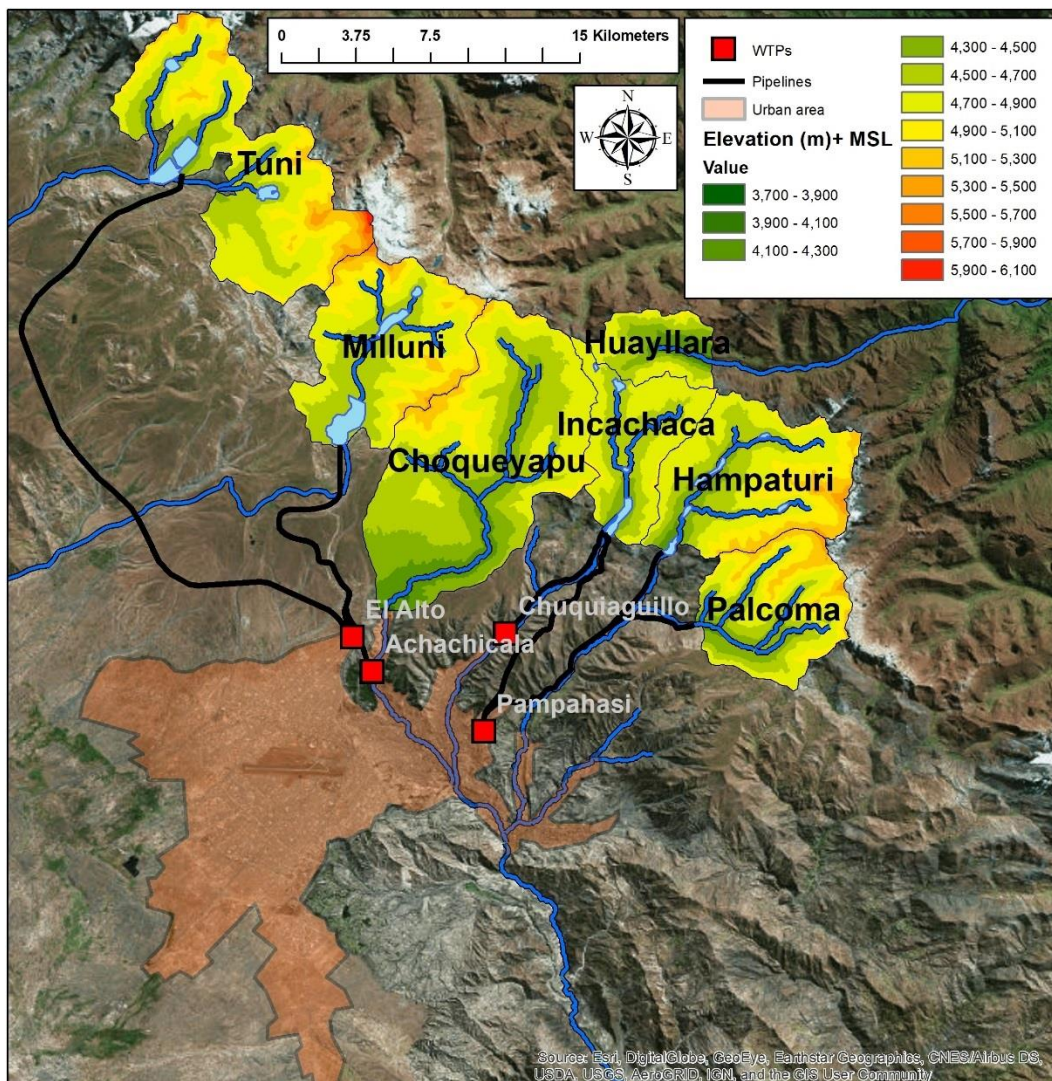 0 3.75 7.5 15 Kilometers
N
W E
S
WTPs
Pipelines
Urban area
Elevation (m)+ MSL
Value
3,700 - 3,900
3,900 - 4,100
4,100 - 4,300
4,300 - 4,500
4,500 - 4,700
4,700 - 4,900
4,900 - 5,100
5,100 - 5,300
5,300 - 5,500
5,500 - 5,700
5,700 - 5,900
5,900 - 6,100
Tuni
Milluni
Huayllara
Incachaca
Choqueyapu
Hampaturi
Palcoma
El Alto
Chuquiaguillo
Achachicala
Pampahasi
Source: Esri, DigitalGlobe, GeoEye, Earthstar Geographics, CNES/Airbus DS,
USDA, USGS, AeroGRID, IGN, and the GIS User Community